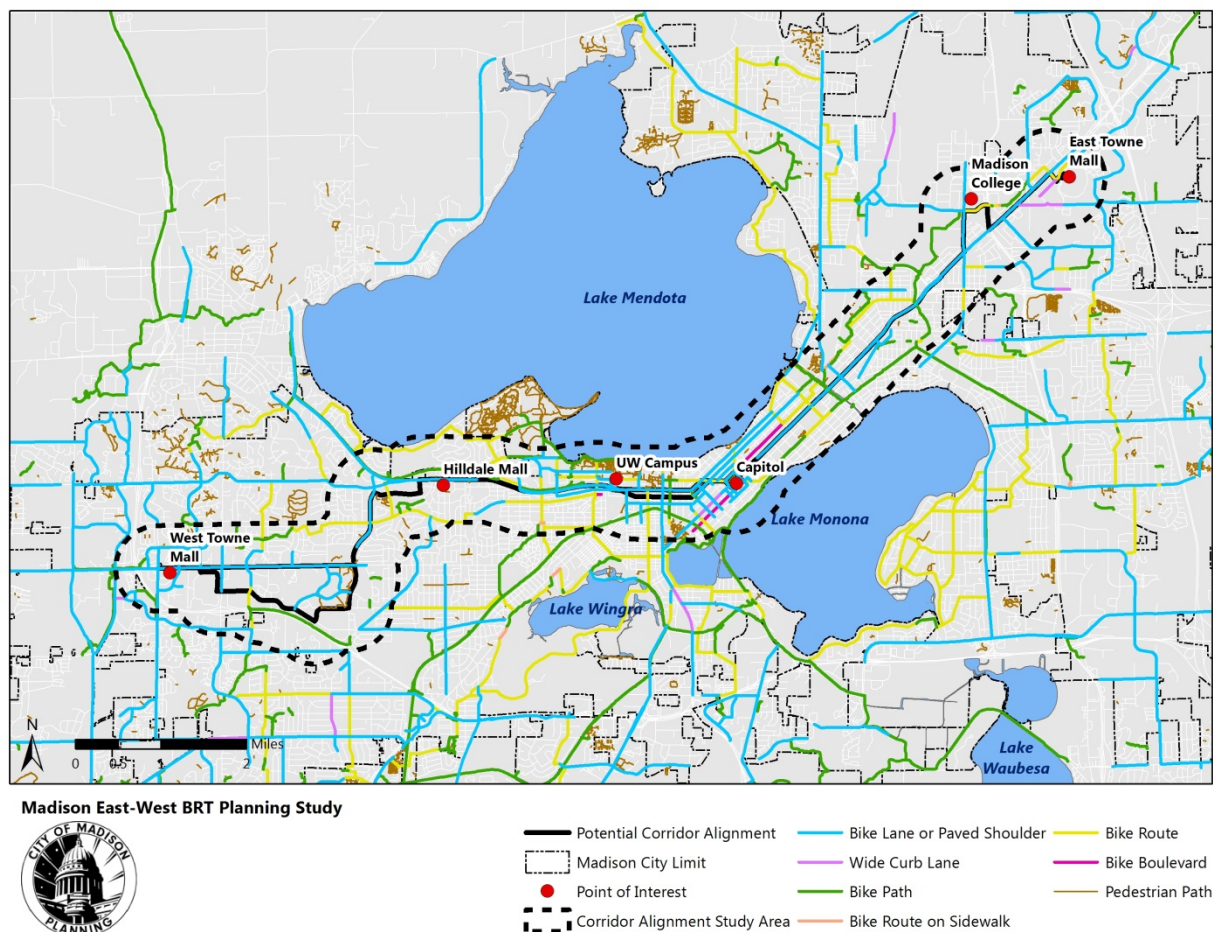 East Towne
Mall
Madison
College
Lake Mendota
Hilldale Mall
UW Campus
Capitol
Lake Monona
West Towne
Mall
Lake Wingra
Lake
Waubesa
N
Miles
0 0.5 1 2
Madison East-West BRT Planning Study
CITY OF MADISON
PLANNING
Potential Corridor Alignment
Madison City Limit
Point of Interest
Corridor Alignment Study Area
Bike Lane or Paved Shoulder
Wide Curb Lane
Bike Path
Bike Route on Sidewalk
Bike Route
Bike Boulevard
Pedestrian Path